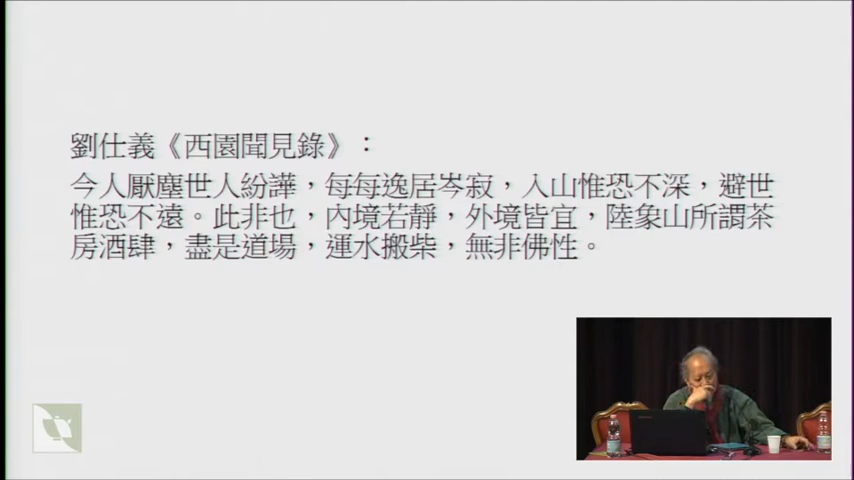 劉仕義《西園聞見錄》：
今人厭塵世人紛譁，每每逸居岑寂，入山惟恐不深，避世
惟恐不遠。此非也，內境若靜，外境皆宜，陸象山所謂茶
房酒肆，盡是道場，運水搬柴，無非佛性。